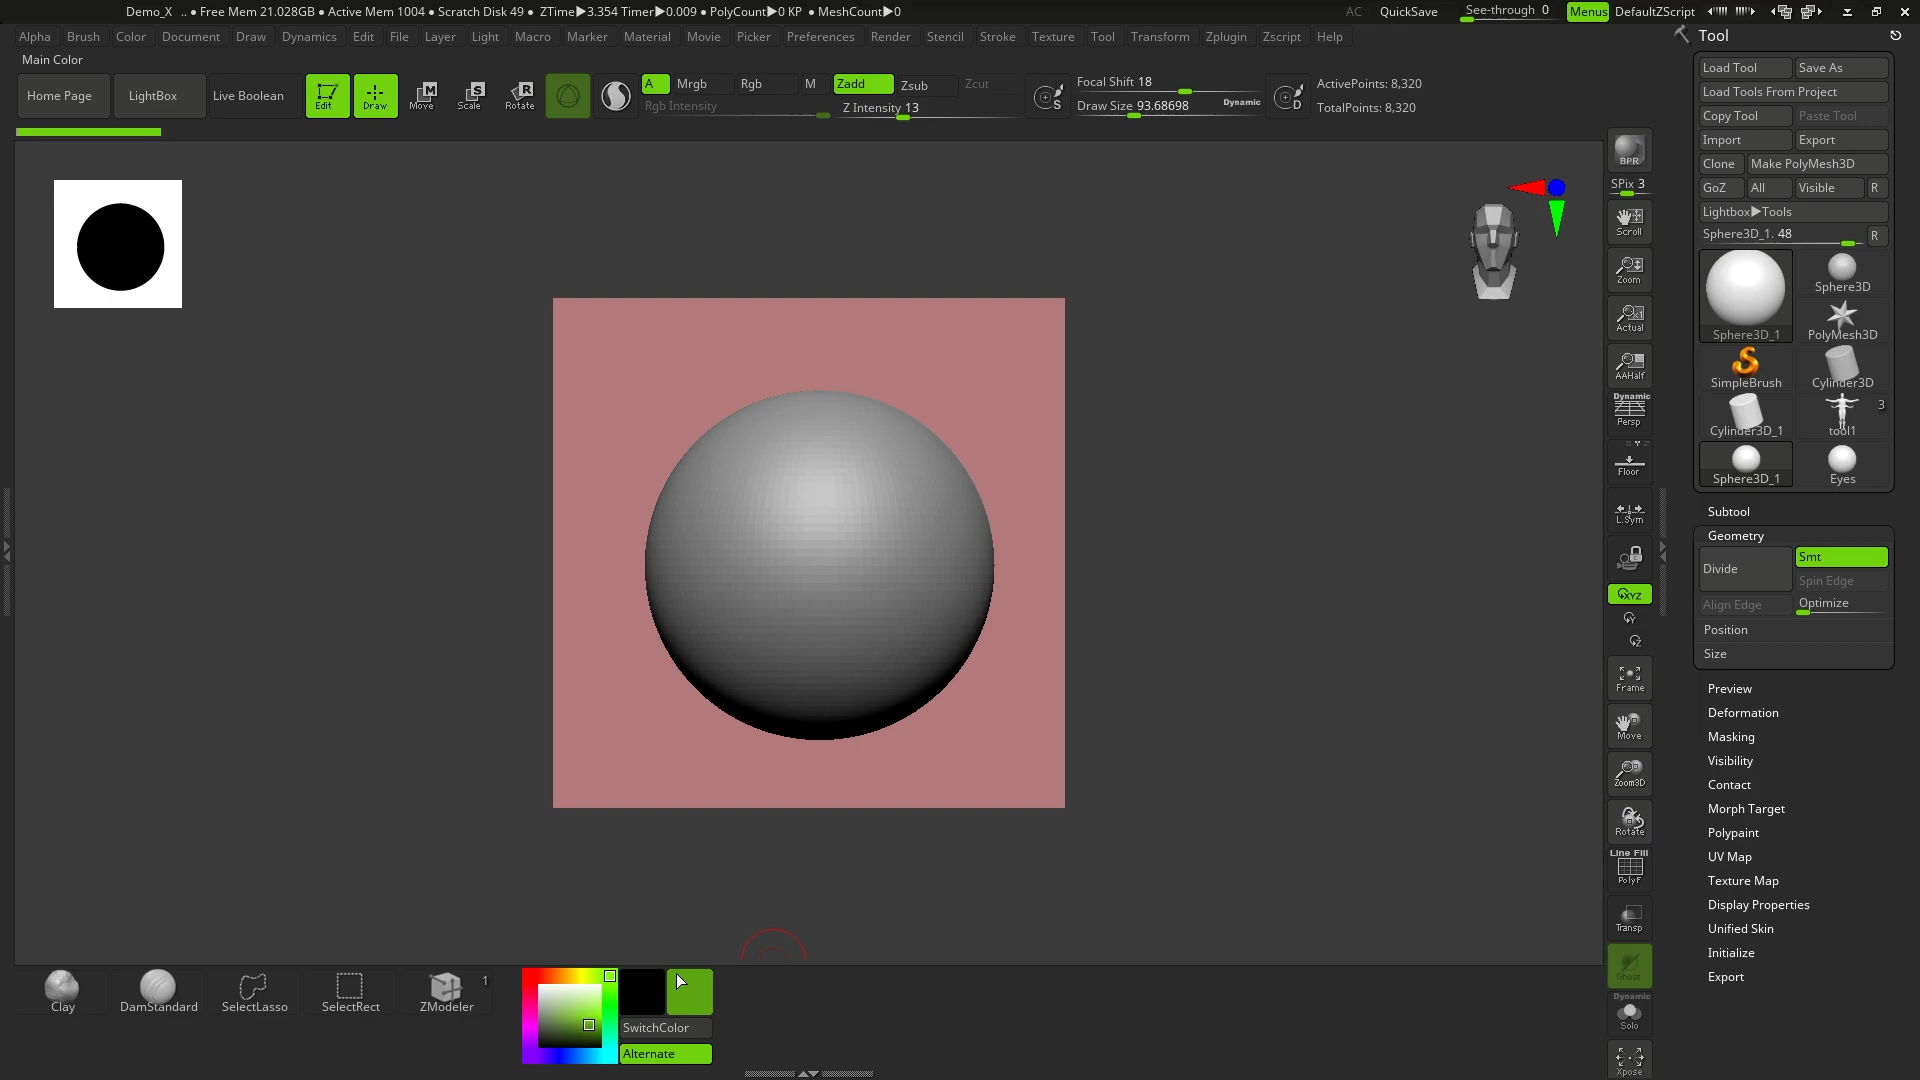 Demo_X .. ● Free Mem 21.028GB ● Active Mem 1004 ● Scratch Disk 49 ● ZTime▶3.354 Timer▶0.009 ● PolyCount▶0 KP ● MeshCount▶0 AC QuickSave See-through 0 Menus DefaultZScript
Alpha Brush Color Document Draw Dynamics Edit File Layer Light Macro Marker Material Movie Picker Preferences Render Stencil Stroke Texture Tool Transform Zplugin Zscript Help
Main Color
Home Page LightBox Live Boolean Edit Draw Move Scale Rotate
A Mrgb Rgb M Zadd Zsub Zcut
Rgb Intensity Z Intensity 13
Focal Shift 18
Draw Size 93.68698 Dynamic
S D
ActivePoints: 8,320
TotalPoints: 8,320
BPR
SPix 3
Scroll
Zoom
Actual
AAHalf
Dynamic
Persp
Floor
L.Sym
XYZ
Y
Z
Frame
Move
Zoom3D
Rotate
Line Fill
PolyF
Transp
Ghost
Dynamic
Solo
Xpose
Tool
Load Tool Save As
Load Tools From Project
Copy Tool Paste Tool
Import Export
Clone Make PolyMesh3D
GoZ All Visible R
Lightbox▶Tools
Sphere3D_1. 48 R
Sphere3D_1 Sphere3D
PolyMesh3D
SimpleBrush Cylinder3D
Cylinder3D_1 tool1 3
Sphere3D_1 Eyes
Subtool
Geometry
Divide Smt
Spin Edge
Align Edge Optimize
Position
Size
Preview
Deformation
Masking
Visibility
Contact
Morph Target
Polypaint
UV Map
Texture Map
Display Properties
Unified Skin
Initialize
Export
Clay DamStandard SelectLasso SelectRect ZModeler 1
SwitchColor
Alternate